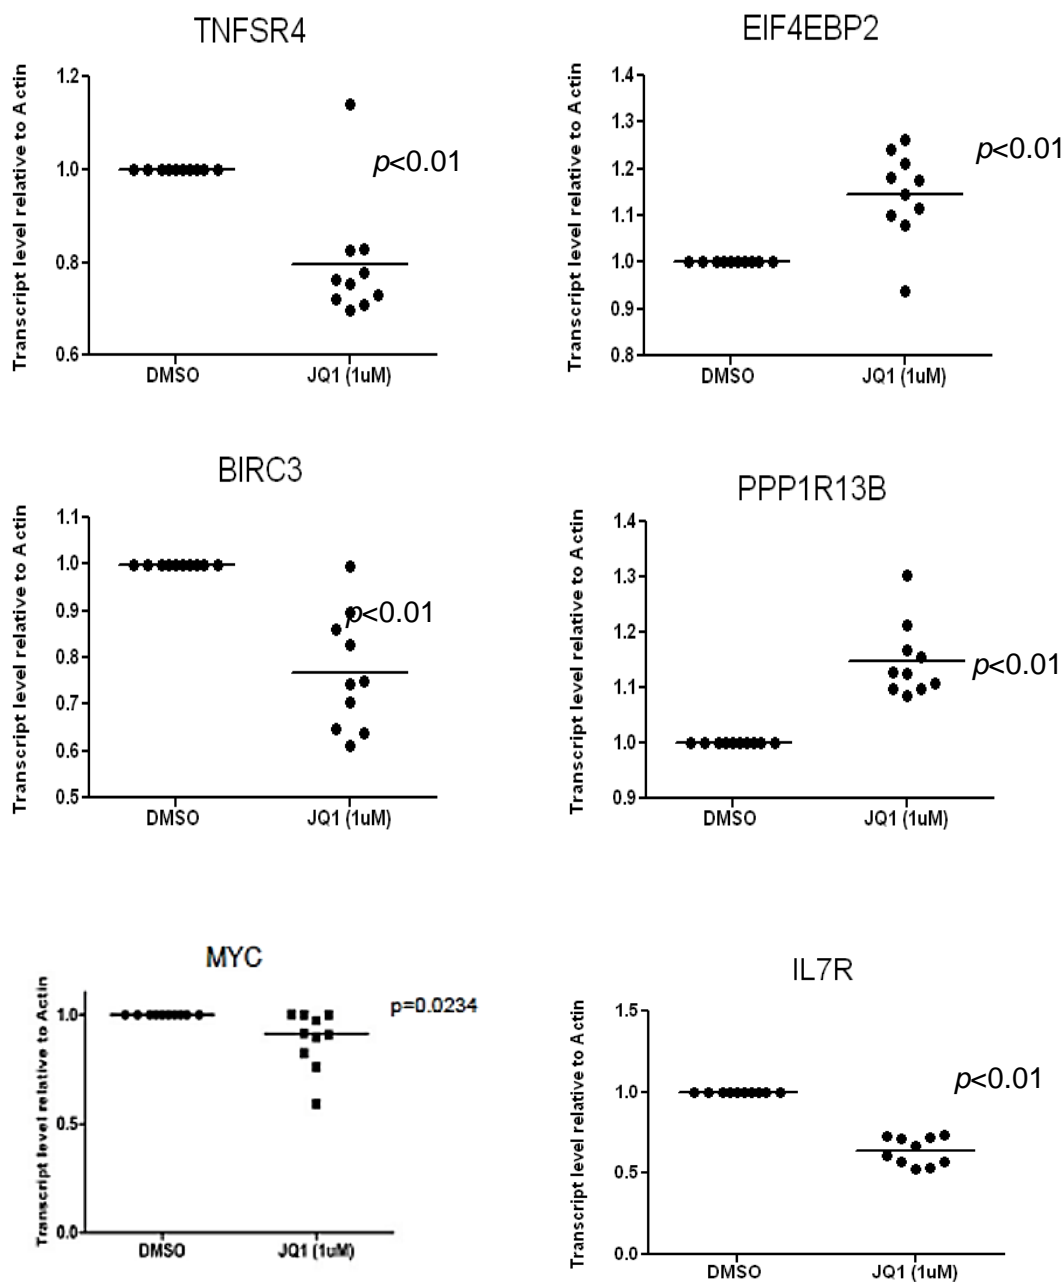 TNFSR4
Transcript level relative to Actin
1.2
1.0
0.8
0.6
p<0.01
DMSO
JQ1 (1uM)
EIF4EBP2
Transcript level relative to Actin
1.4
1.3
1.2
1.1
1.0
0.9
0.8
p<0.01
DMSO
JQ1 (1uM)
BIRC3
Transcript level relative to Actin
1.1
1.0
0.9
0.8
0.7
0.6
0.5
p<0.01
DMSO
JQ1 (1uM)
PPP1R13B
Transcript level relative to Actin
1.4
1.3
1.2
1.1
1.0
0.9
p<0.01
DMSO
JQ1 (1uM)
MYC
Transcript level relative to Actin
1.0
0.5
0.0
p=0.0234
DMSO
JQ1 (1uM)
IL7R
Transcript level relative to Actin
1.5
1.0
0.5
0.0
p<0.01
DMSO
JQ1 (1uM)